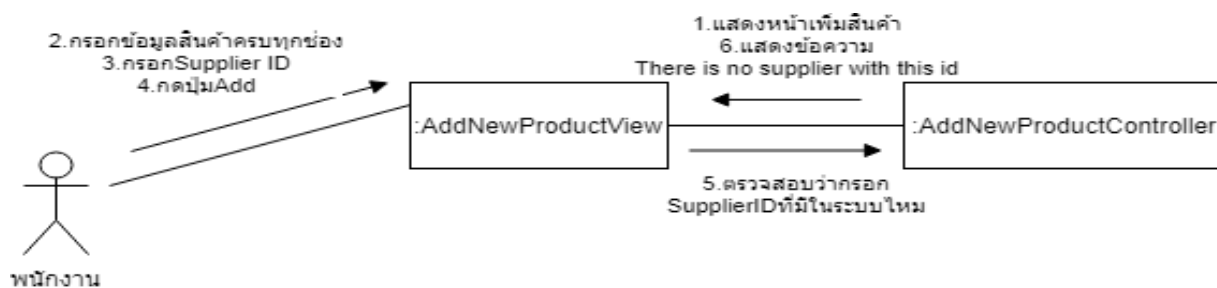 2.กรอกข้อมูลสินค้าครบทุกช่อง
3.กรอกSupplier ID
4.กดปุ่มAdd
1.แสดงหน้าเพิ่มสินค้า
6.แสดงข้อความ
There is no supplier with this id
:AddNewProductView
:AddNewProductController
5.ตรวจสอบว่ากรอก
SupplierIDที่มีในระบบไหม
พนักงาน